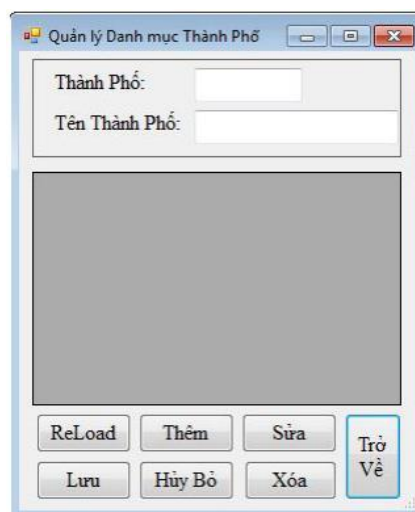 Quản lý Danh mục Thành Phố
Thành Phố:
Tên Thành Phố:
ReLoad
Thêm
Sửa
Trở
Về
Lưu
Hủy Bỏ
Xóa